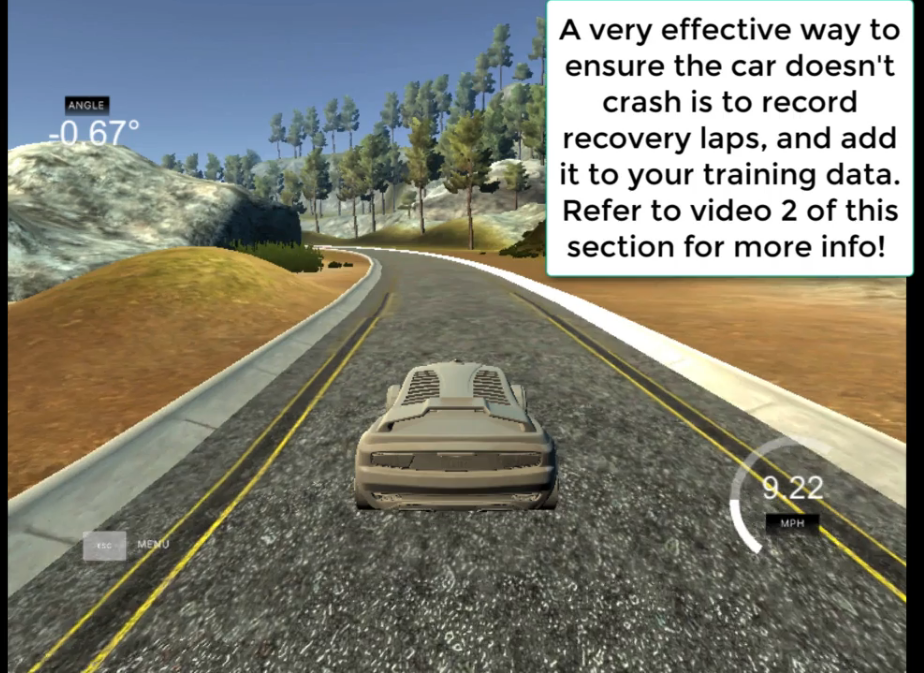 A very effective way to
ensure the car doesn't
crash is to record
recovery laps, and add
it to your training data.
Refer to video 2 of this
section for more info!
ANGLE
-0.67°
9.22
MPH
ESC MENU